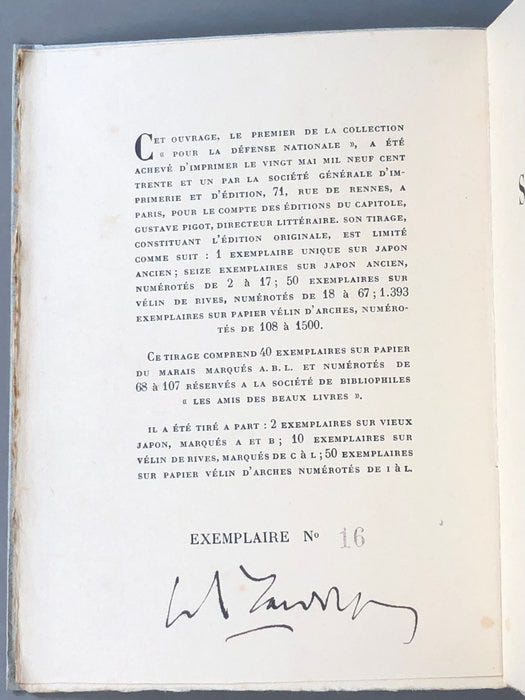 CET OUVRAGE, LE PREMIER DE LA COLLECTION
« POUR LA DÉFENSE NATIONALE », A ÉTÉ
ACHEVÉ D'IMPRIMER LE VINGT MAI MIL NEUF CENT
TRENTE ET UN PAR LA SOCIÉTÉ GÉNÉRALE D'IM-
PRIMERIE ET D'ÉDITION, 71, RUE DE RENNES, A
PARIS, POUR LE COMPTE DES ÉDITIONS DU CAPITOLE,
GUSTAVE PIGOT, DIRECTEUR LITTÉRAIRE. SON TIRAGE,
CONSTITUANT L'ÉDITION ORIGINALE, EST LIMITÉ
COMME SUIT : 1 EXEMPLAIRE UNIQUE SUR JAPON
ANCIEN ; SEIZE EXEMPLAIRES SUR JAPON ANCIEN,
NUMÉROTÉS DE 2 à 17 ; 50 EXEMPLAIRES SUR
VÉLIN DE RIVES, NUMÉROTÉS DE 18 à 67 ; 1.393
EXEMPLAIRES SUR PAPIER VÉLIN D'ARCHES, NUMÉRO-
TÉS DE 108 à 1500.
CE TIRAGE COMPREND 40 EXEMPLAIRES SUR PAPIER
DU MARAIS MARQUÉS A.B.L. ET NUMÉROTÉS DE
68 à 107 RÉSERVÉS A LA SOCIÉTÉ DE BIBLIOPHILES
« LES AMIS DES BEAUX LIVRES ».
IL A ÉTÉ TIRÉ A PART : 2 EXEMPLAIRES SUR VIEUX
JAPON, MARQUÉS A ET B ; 10 EXEMPLAIRES SUR
VÉLIN DE RIVES, MARQUÉS DE C à L ; 50 EXEMPLAIRES
SUR PAPIER VÉLIN D'ARCHES NUMÉROTÉS DE I à L.
EXEMPLAIRE No 16